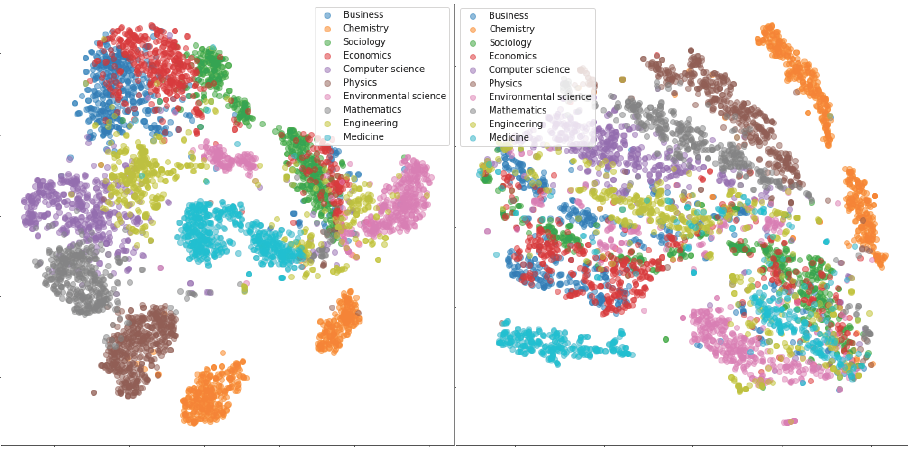 Business
Chemistry
Sociology
Economics
Computer science
Physics
Environmental science
Mathematics
Engineering
Medicine
Business
Chemistry
Sociology
Economics
Computer science
Physics
Environmental science
Mathematics
Engineering
Medicine